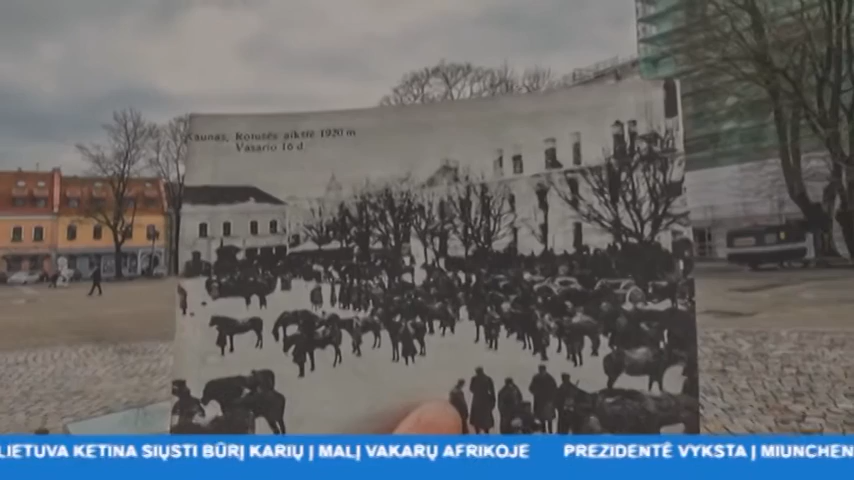 Kaunas, Rotušės aikštė 1920 m
Vasario 16 d.
LIETUVA KETINA SIŲSTI BŪRĮ KARIŲ Į MALĮ VAKARŲ AFRIKOJE PREZIDENTĖ VYKSTA Į MIUNCHEN